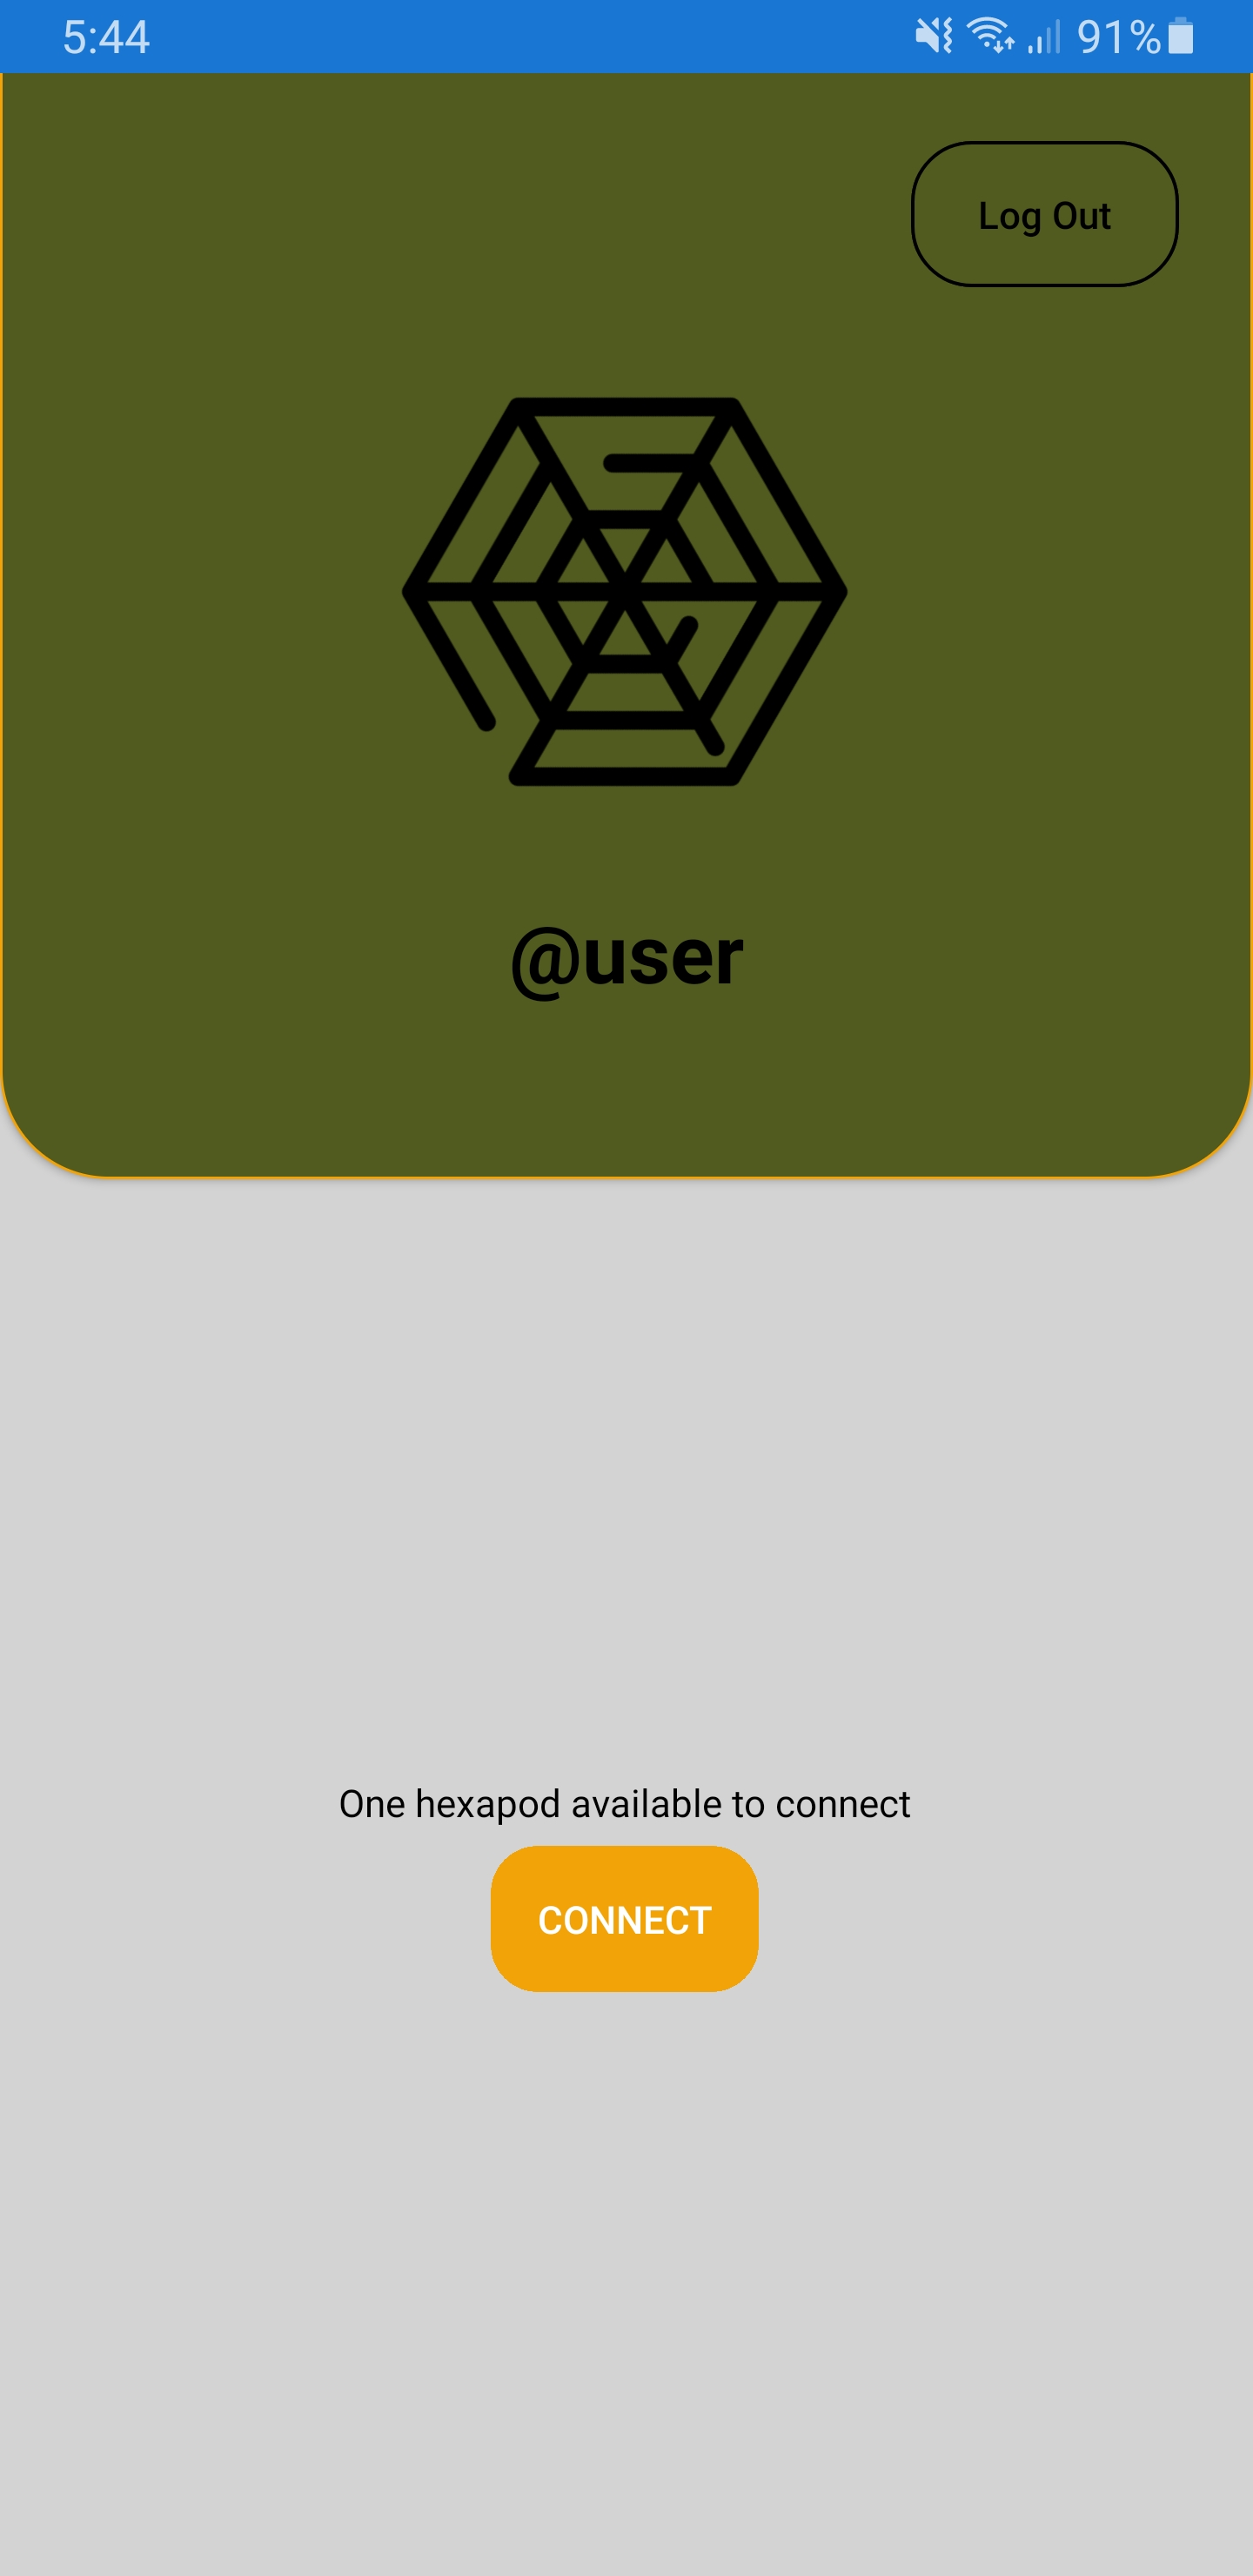 5:44 91%
Log Out
@user
One hexapod available to connect
CONNECT